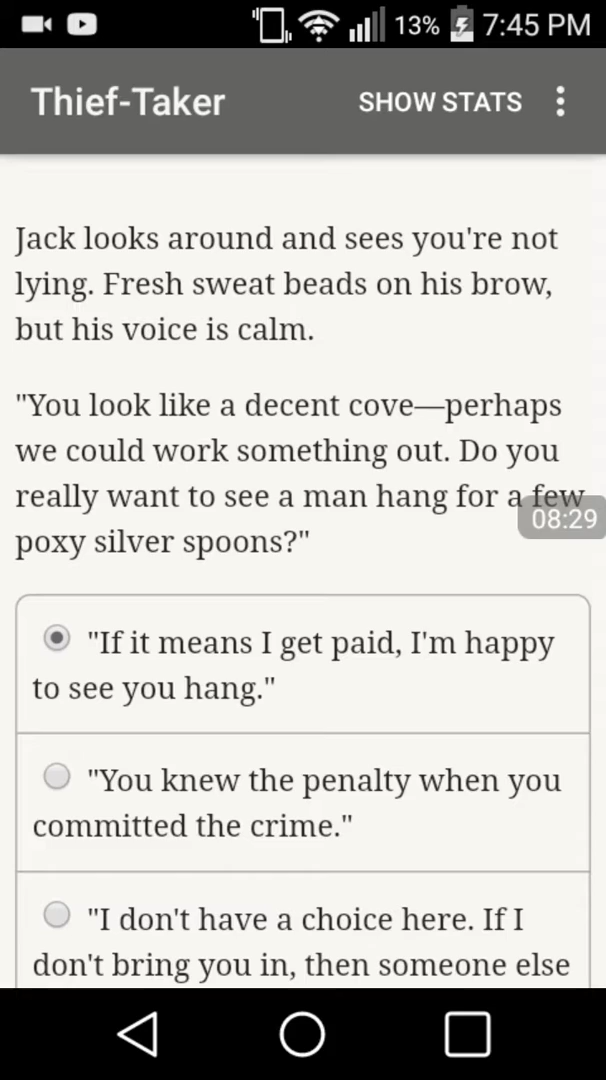 13% 7:45 PM
Thief-Taker SHOW STATS
Jack looks around and sees you're not
lying. Fresh sweat beads on his brow,
but his voice is calm.
"You look like a decent cove—perhaps
we could work something out. Do you
really want to see a man hang for a few
08:29
poxy silver spoons?"
"If it means I get paid, I'm happy
to see you hang."
"You knew the penalty when you
committed the crime."
"I don't have a choice here. If I
don't bring you in, then someone else